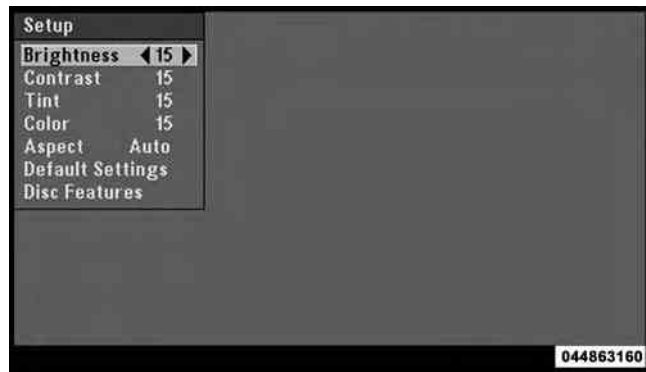 Setup
Brightness ◀15▶
Contrast 15
Tint 15
Color 15
Aspect Auto
Default Settings
Disc Features
044863160